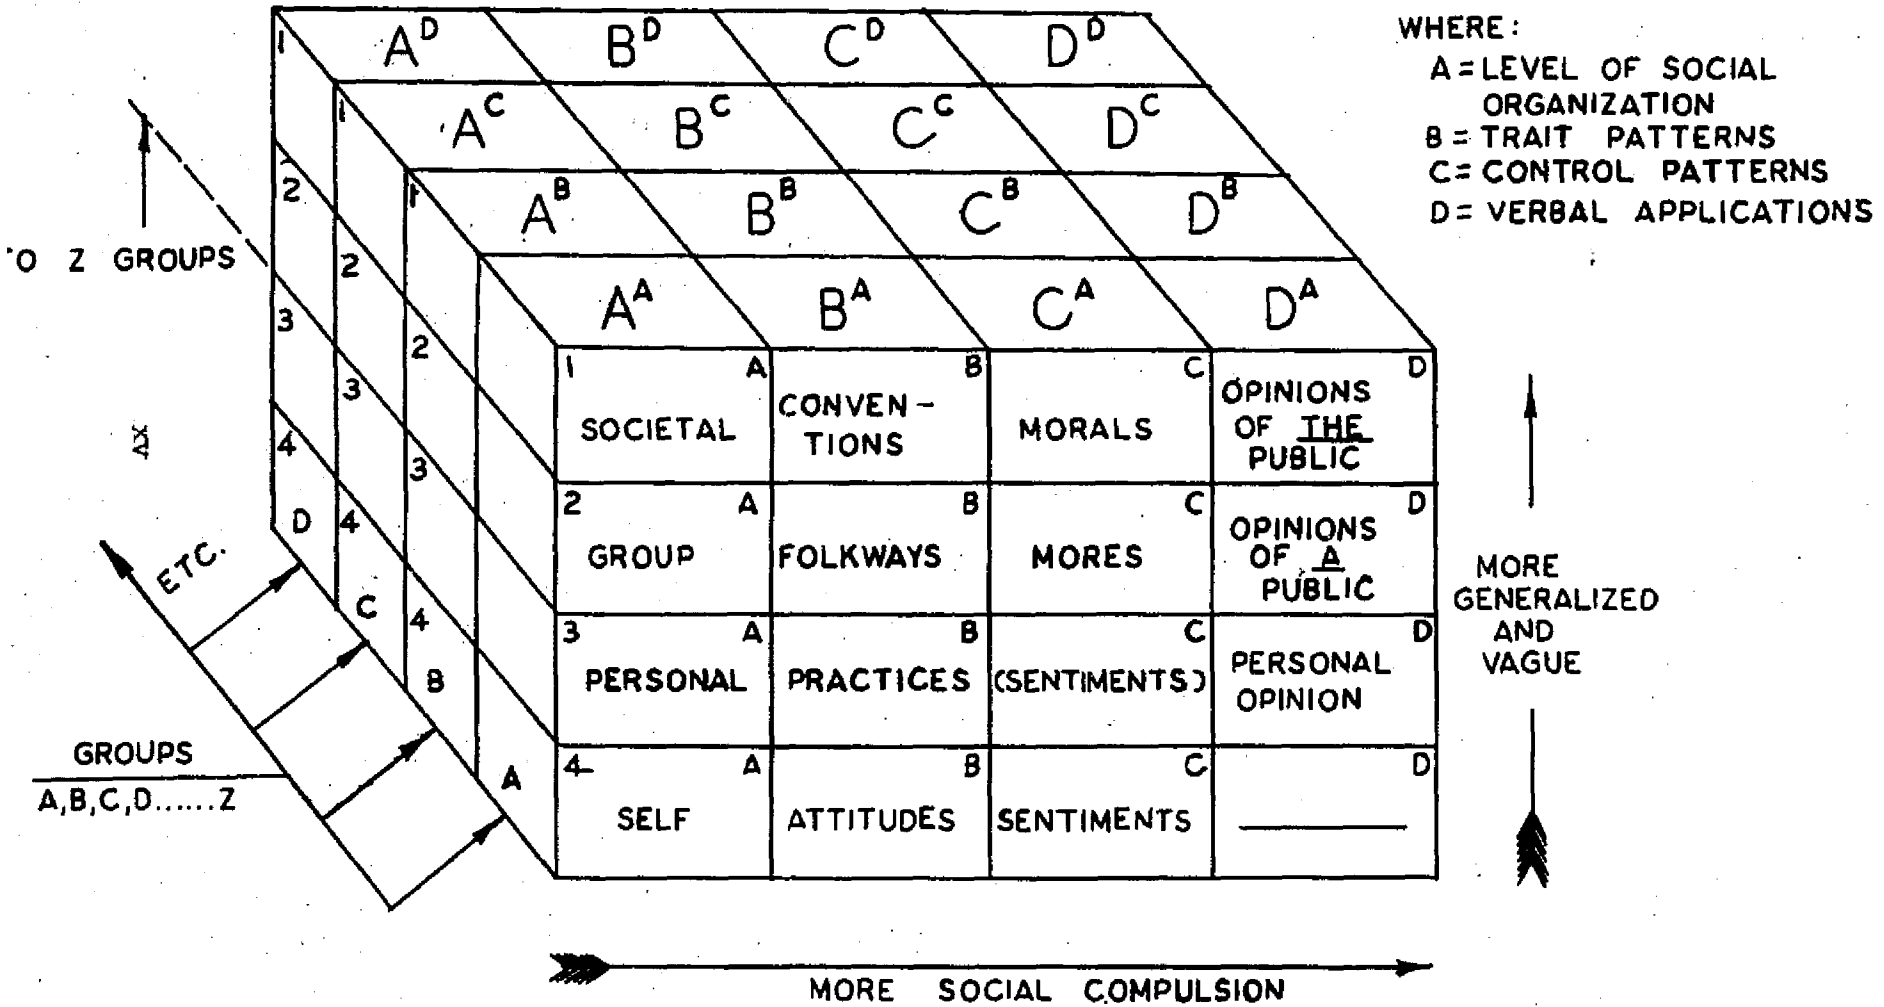 A^D B^D C^D D^D
A^C B^C C^C D^C
A^B B^B C^B D^B
A^A B^A C^A D^A
WHERE:
A = LEVEL OF SOCIAL
ORGANIZATION
B = TRAIT PATTERNS
C = CONTROL PATTERNS
D = VERBAL APPLICATIONS
1 1 1
2 2 2
3 3 3
4 4 4
D C B A
O Z GROUPS
ETC.
GROUPS
A,B,C,D......Z
1 A B C D
SOCIETAL
CONVEN-
TIONS
MORALS
OPINIONS
OF THE
PUBLIC
2 A B C D
GROUP
FOLKWAYS
MORES
OPINIONS
OF A
PUBLIC
3 A B C D
PERSONAL
PRACTICES
(SENTIMENTS)
PERSONAL
OPINION
4 A B C D
SELF
ATTITUDES
SENTIMENTS
MORE
GENERALIZED
AND
VAGUE
MORE SOCIAL COMPULSION